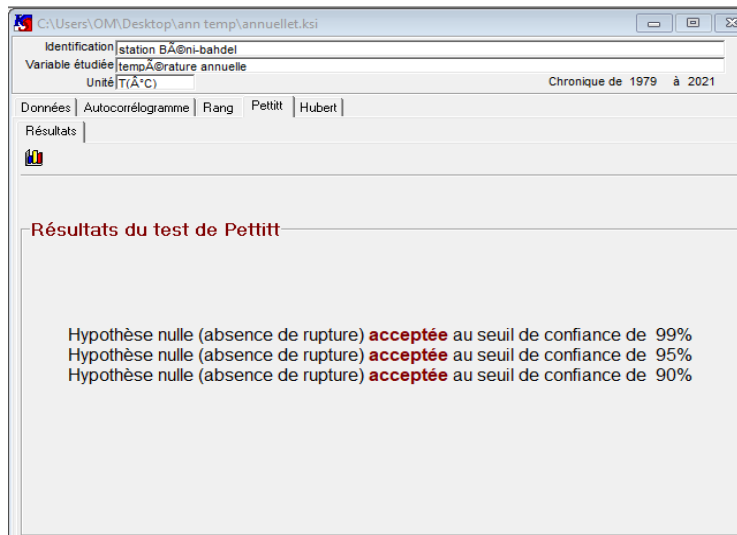 C:\Users\OM\Desktop\ann temp\annuellet.ksi
Identification station BÃ©ni-bahdel
Variable étudiée tempÃ©rature annuelle
Unité T(Â°C) Chronique de 1979 à 2021
Données Autocorrélogramme Rang Pettitt Hubert
Résultats
Résultats du test de Pettitt
Hypothèse nulle (absence de rupture) acceptée au seuil de confiance de 99%
Hypothèse nulle (absence de rupture) acceptée au seuil de confiance de 95%
Hypothèse nulle (absence de rupture) acceptée au seuil de confiance de 90%